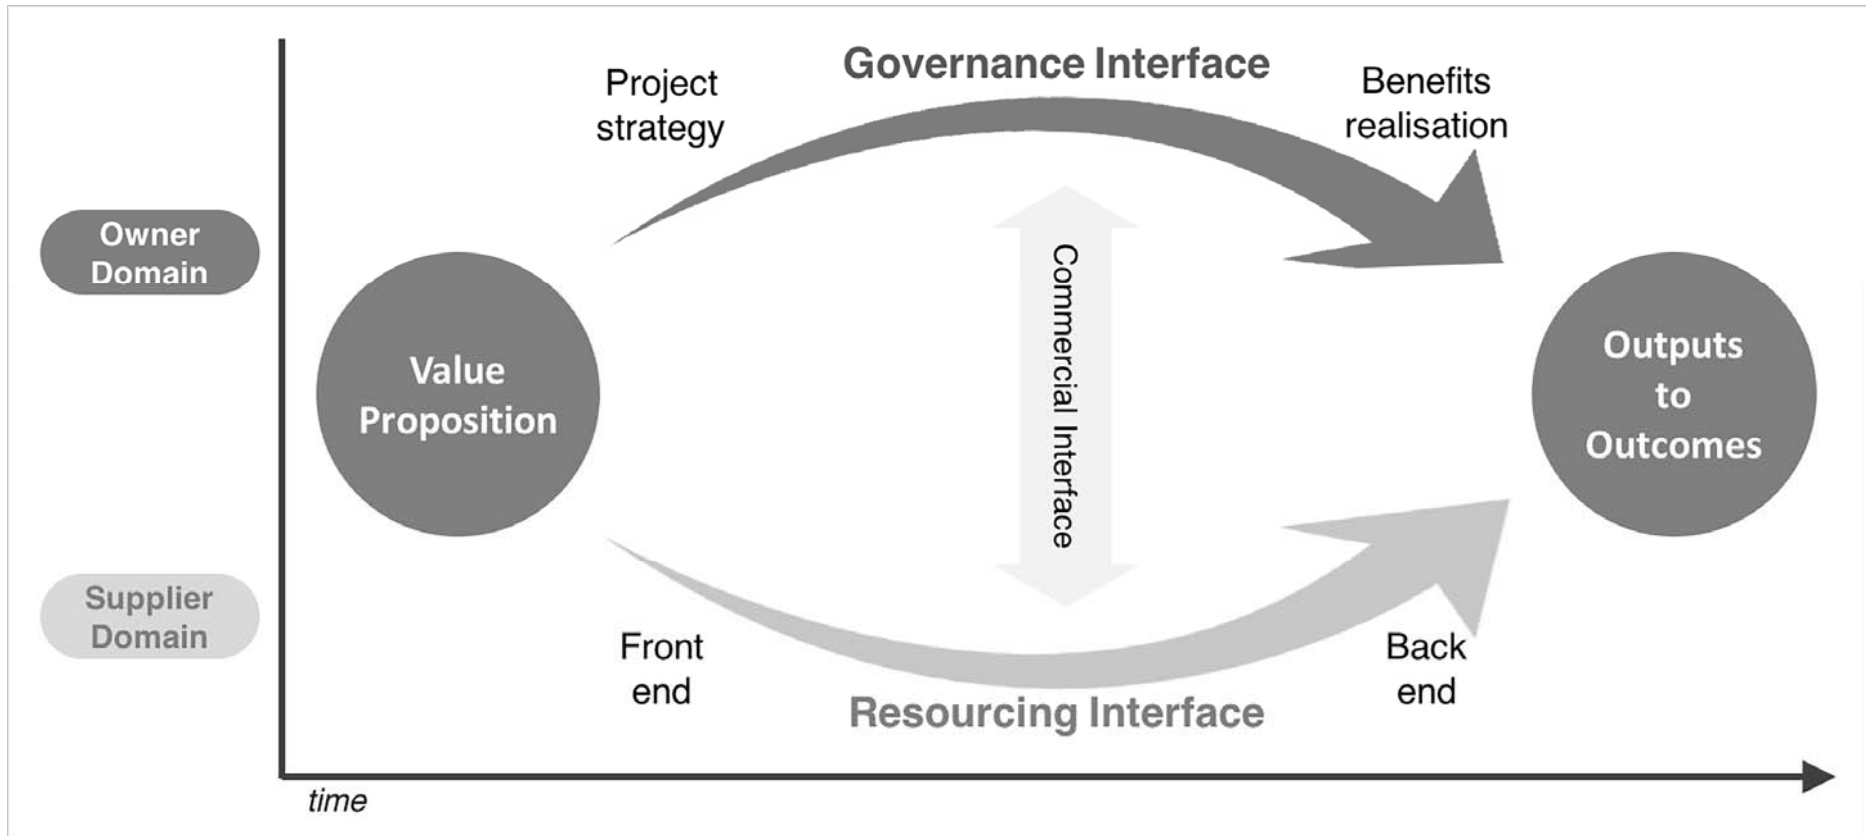 Governance Interface
Project
strategy
Benefits
realisation
Owner
Domain
Value
Proposition
Commercial Interface
Outputs
to
Outcomes
Supplier
Domain
Front
end
Back
end
Resourcing Interface
time